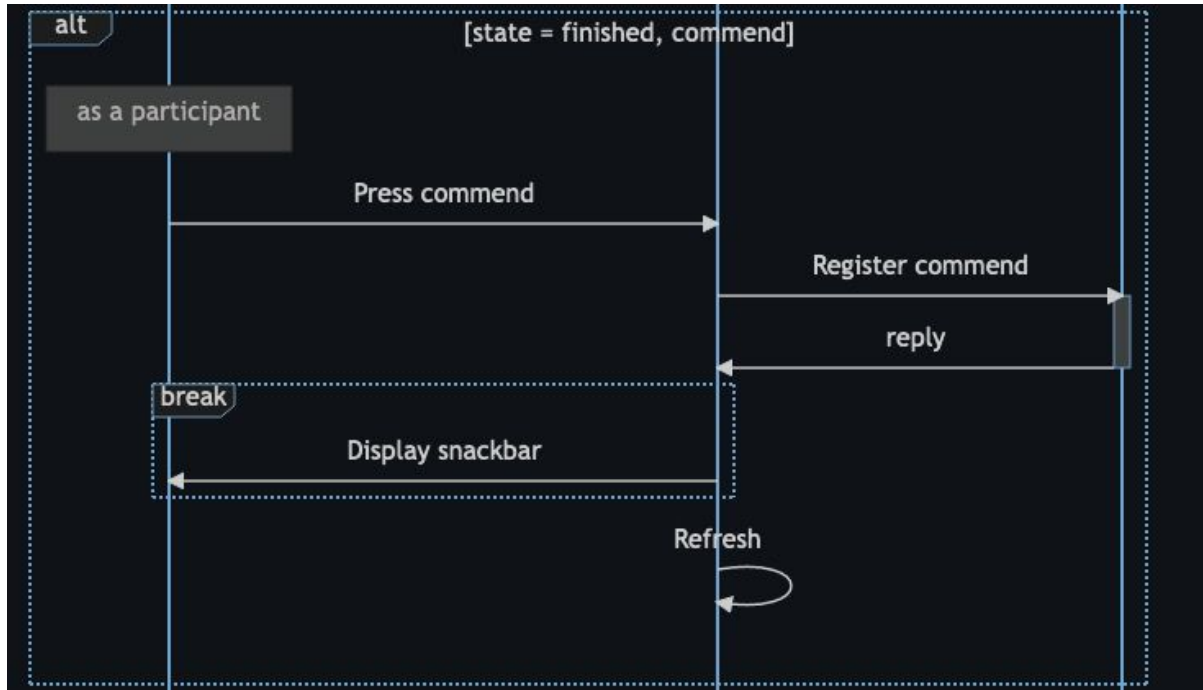 alt
[state = finished, commend]
as a participant
Press commend
Register commend
reply
break
Display snackbar
Refresh